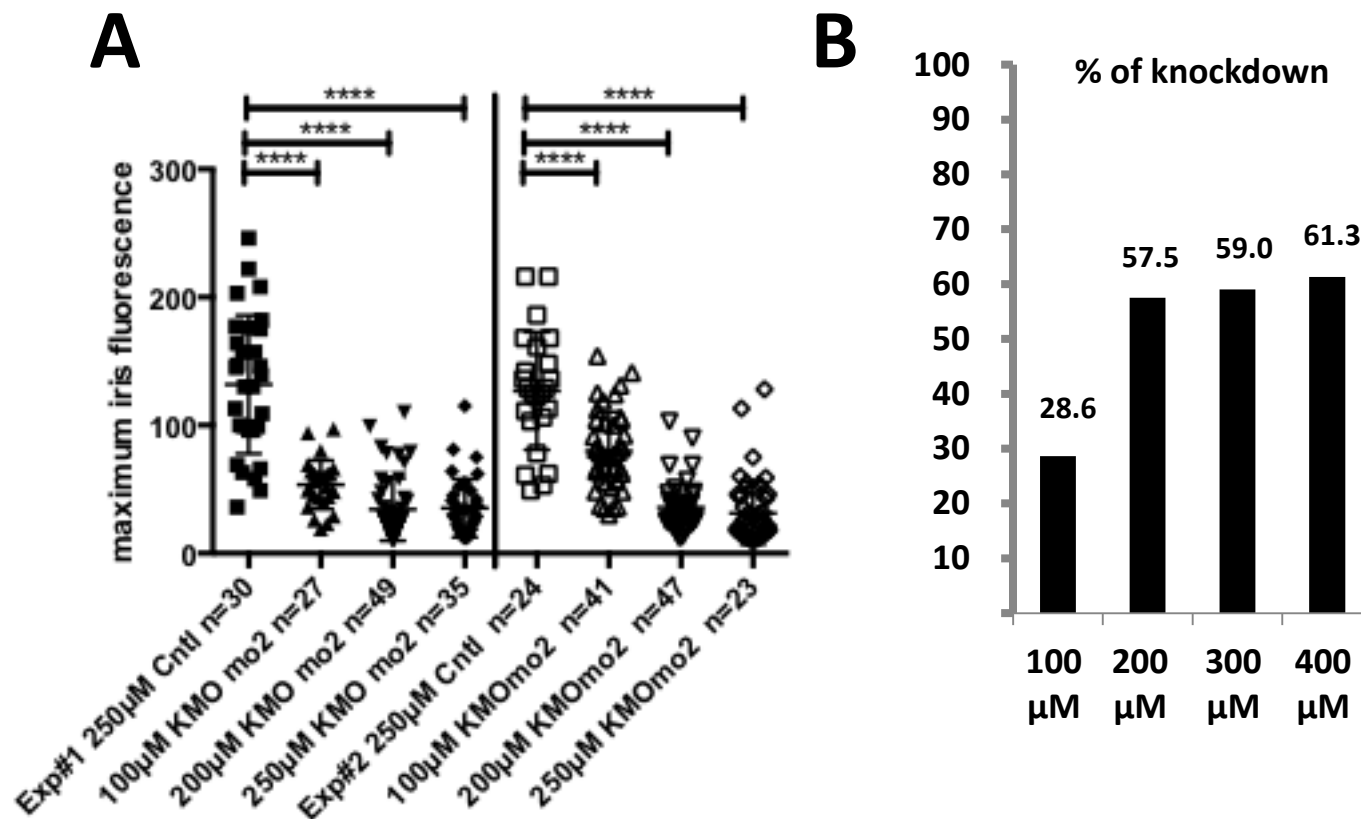 A
****
****
****
****
****
****
maximum iris fluorescence
300
200
100
0
Exp#1 250µM Cntl n=30
100µM KMO mo2 n=27
200µM KMO mo2 n=49
250µM KMO mo2 n=35
Exp#2 250µM Cntl n=24
100µM KMOmo2 n=41
200µM KMOmo2 n=47
250µM KMOmo2 n=23
B
% of knockdown
100
90
80
70
60
50
40
30
20
10
28.6
57.5
59.0
61.3
100 200 300 400
µM µM µM µM